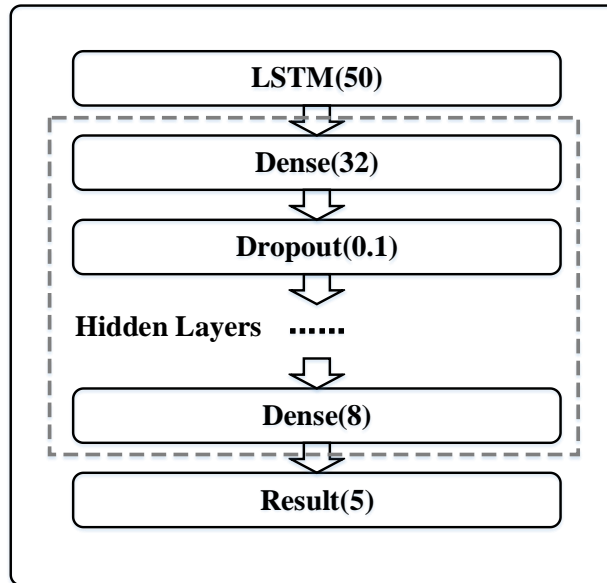 LSTM(50)
Dense(32)
Dropout(0.1)
Hidden Layers ......
Dense(8)
Result(5)